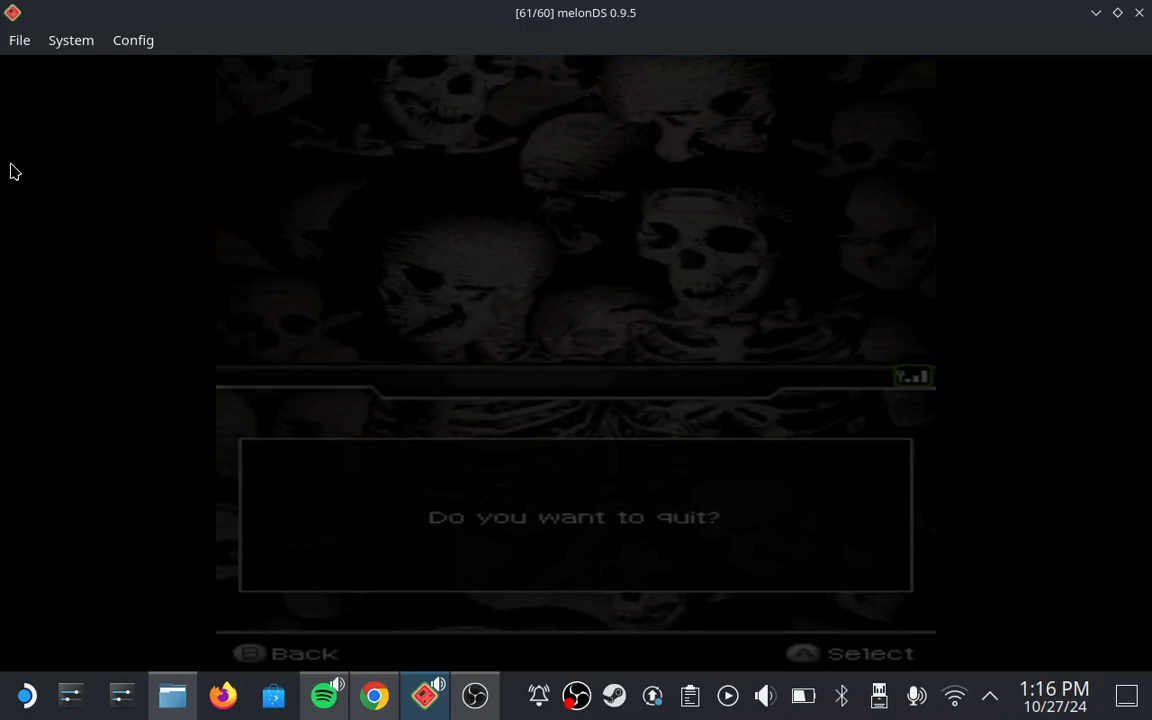 [61/60] melonDS 0.9.5
File System Config
Do you want to quit?
B Back A Select
1:16 PM
10/27/24